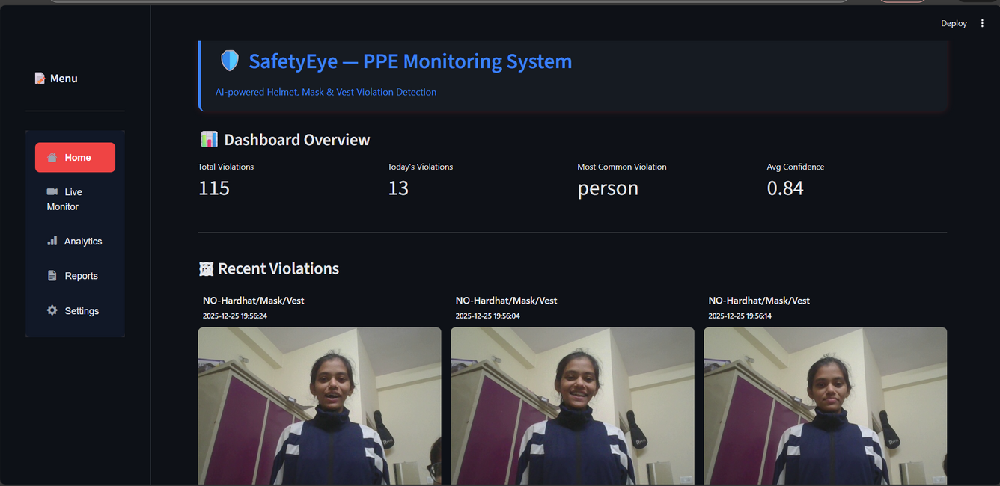 Deploy
Menu
SafetyEye — PPE Monitoring System
AI-powered Helmet, Mask & Vest Violation Detection
Home
Live
Monitor
Analytics
Reports
Settings
Dashboard Overview
Total Violations
115
Today's Violations
13
Most Common Violation
person
Avg Confidence
0.84
Recent Violations
NO-Hardhat/Mask/Vest
2025-12-25 19:56:24
NO-Hardhat/Mask/Vest
2025-12-25 19:56:04
NO-Hardhat/Mask/Vest
2025-12-25 19:56:14